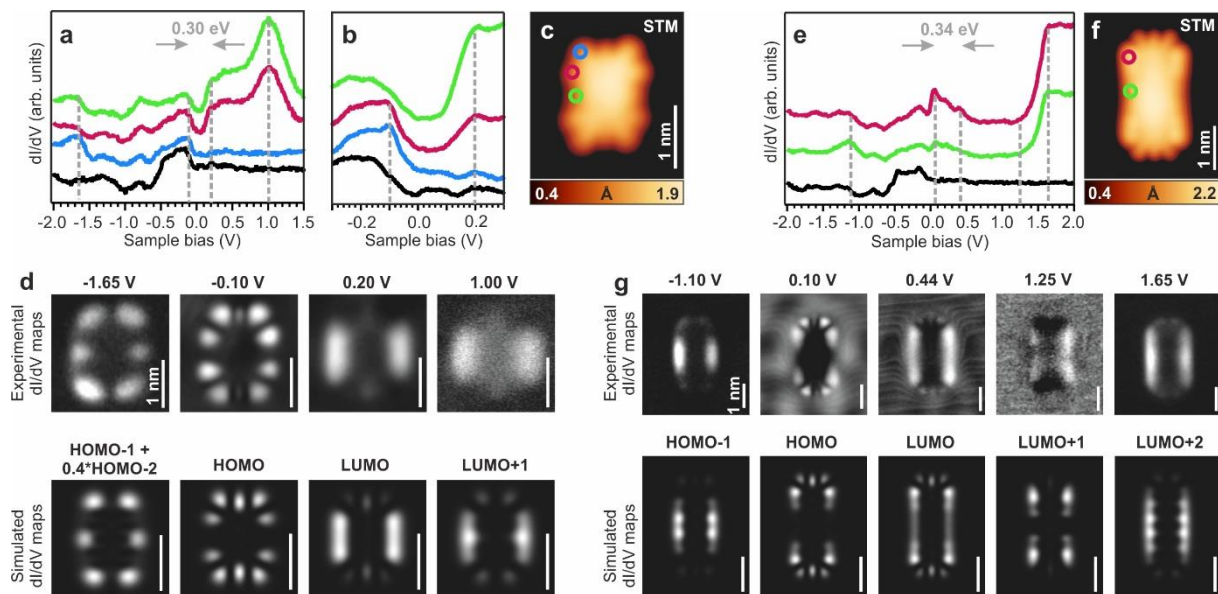 a
0.30 eV
dI/dV (arb. units)
-2.0 -1.5 -1.0 -0.5 0.0 0.5 1.0 1.5
Sample bias (V)
b
-0.2 0.0 0.2
Sample bias (V)
c
STM
1 nm
0.4 Å 1.9
e
0.34 eV
dI/dV (arb. units)
-2.0 -1.5 -1.0 -0.5 0.0 0.5 1.0 1.5 2.0
Sample bias (V)
f
STM
1 nm
0.4 Å 2.2
d
-1.65 V -0.10 V 0.20 V 1.00 V
Experimental
dI/dV maps
1 nm
HOMO-1 +
0.4*HOMO-2
HOMO
LUMO
LUMO+1
Simulated
dI/dV maps
g
-1.10 V 0.10 V 0.44 V 1.25 V 1.65 V
Experimental
dI/dV maps
1 nm
HOMO-1 HOMO LUMO LUMO+1 LUMO+2
Simulated
dI/dV maps